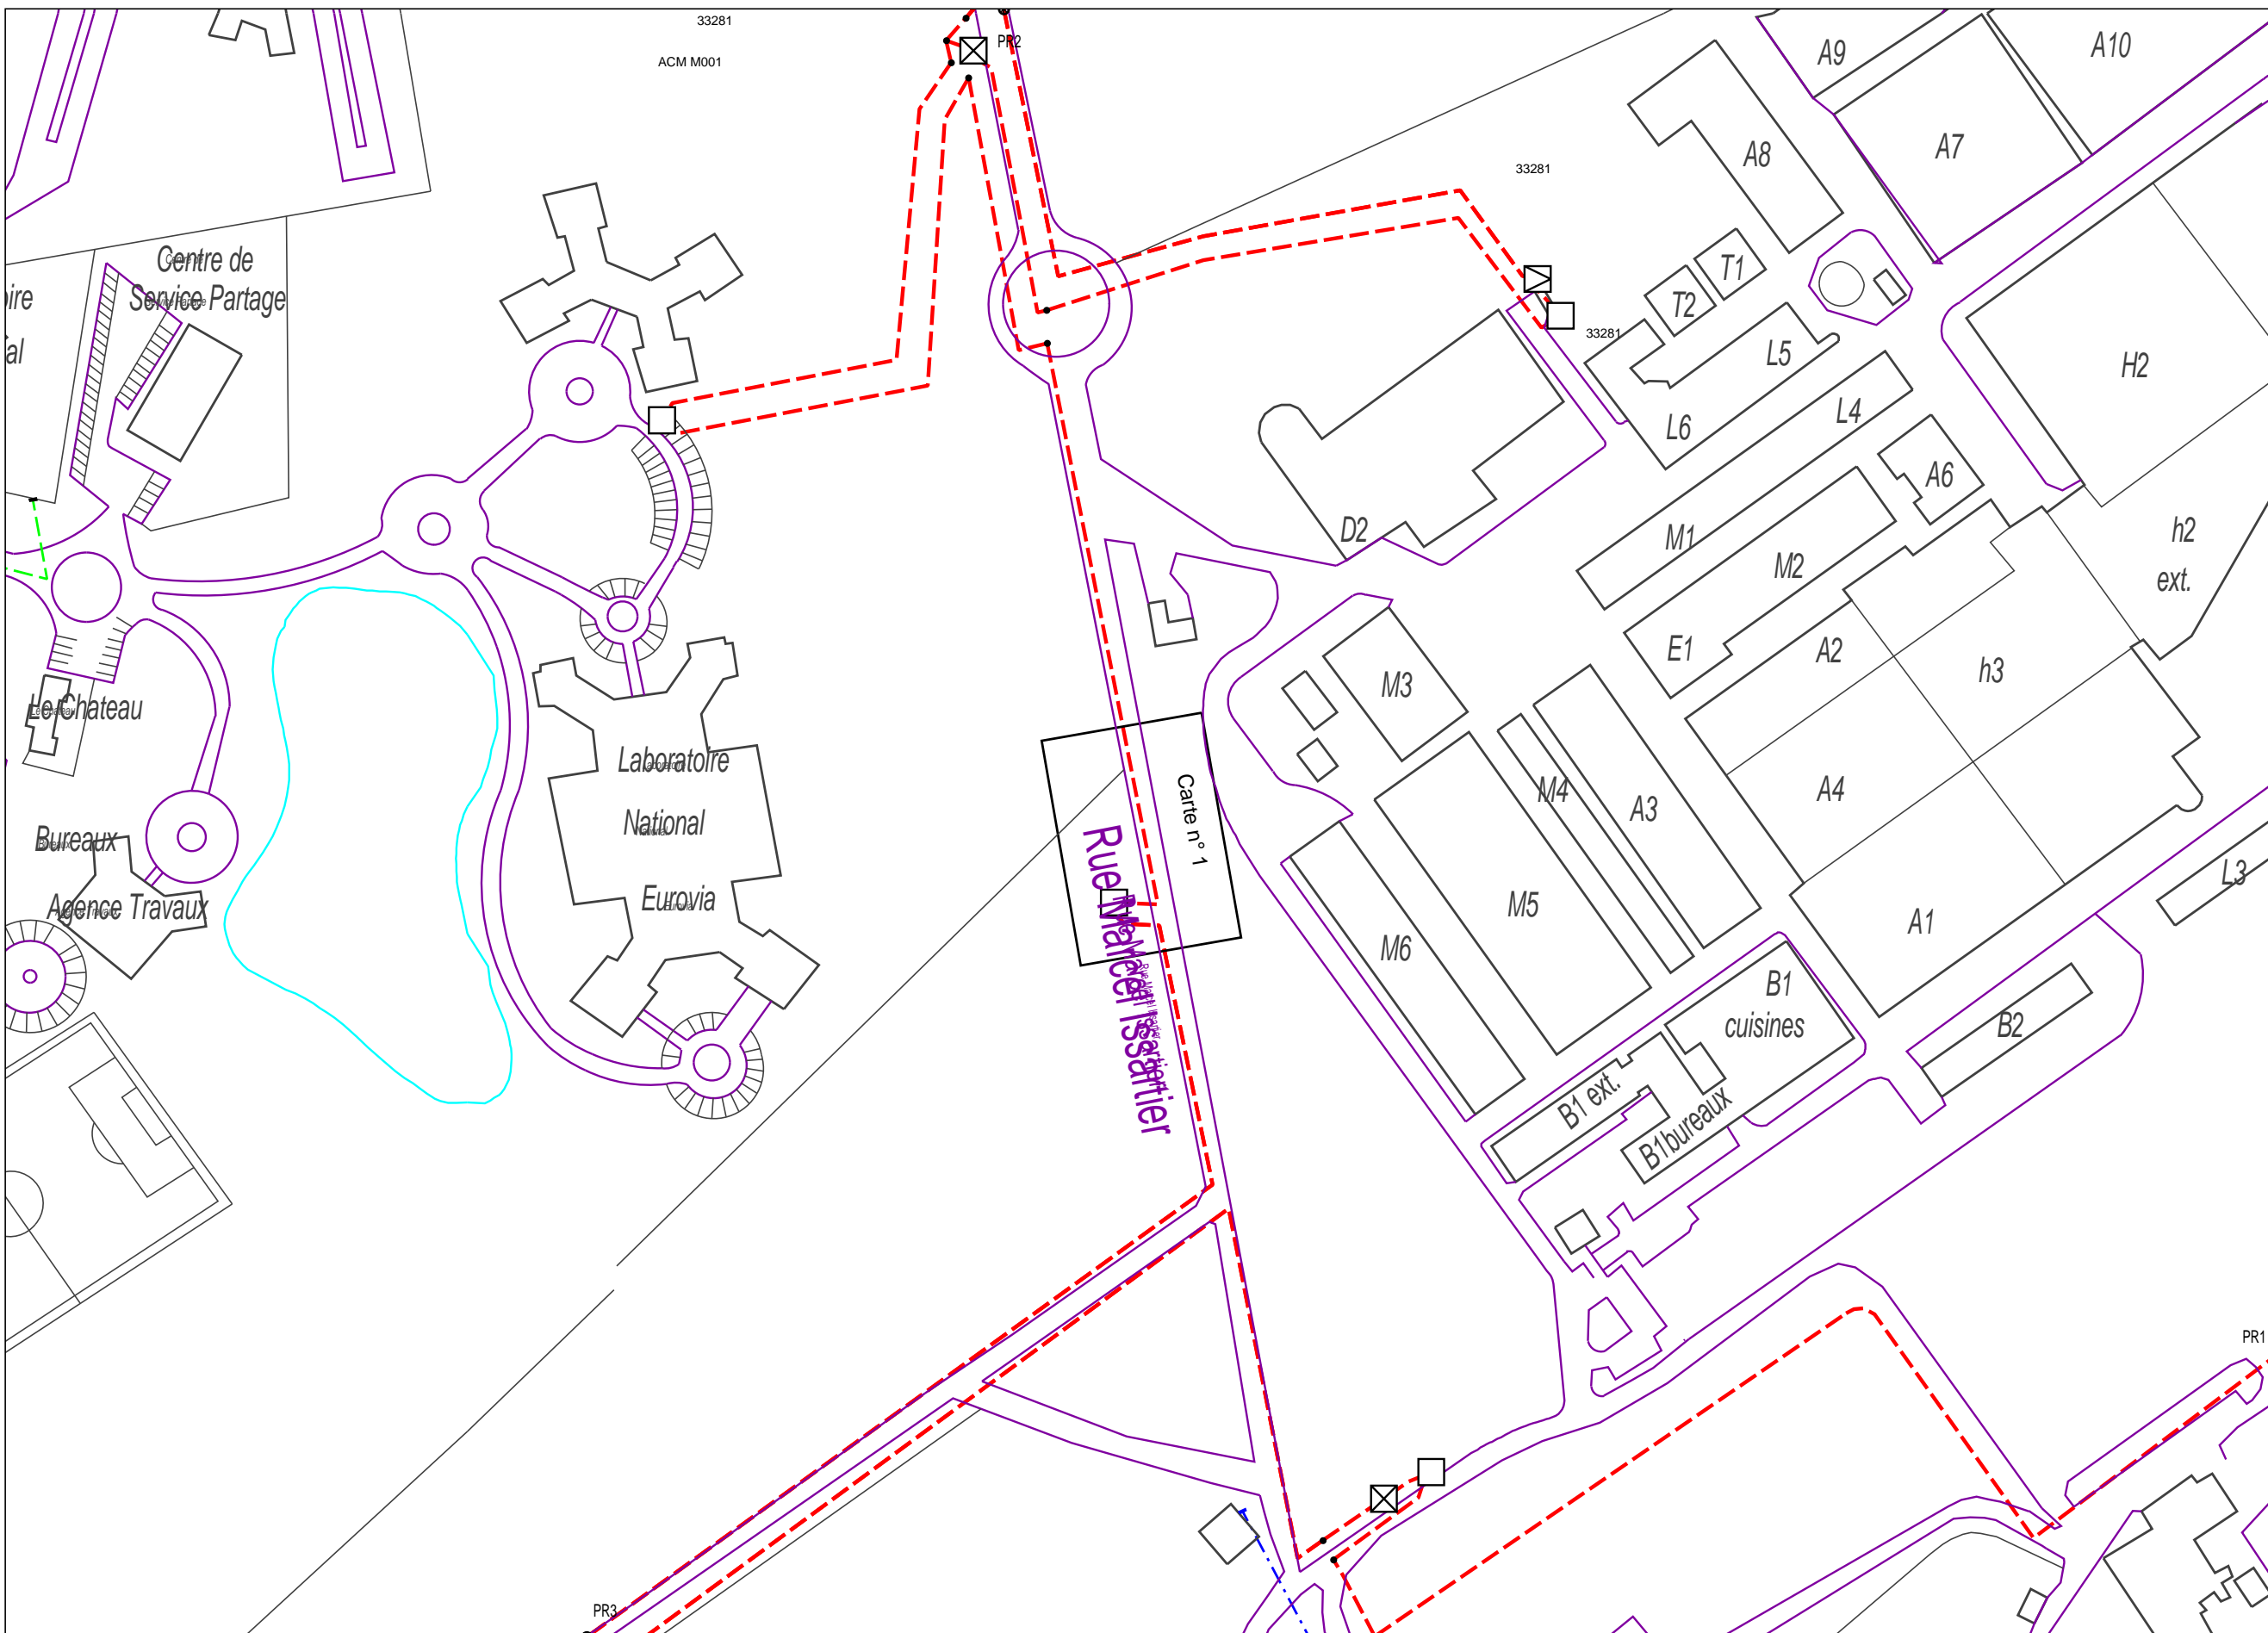 33281
PR2
ACM M001
A9
A10
A8
A7
33281
Centre de
Service Partage
T1
T2
33281
L5
H2
L4
L6
A6
D2
M1
h2
ext.
M2
E1
A2
h3
M3
Le Chateau
Laboratoire
National
Eurovia
Carte n° 1
M4
A3
A4
Bureaux
Agence Travaux
L3
M5
A1
M6
B1
cuisines
B2
Rue Marcel Issartier
B1 ext.
B1bureaux
PR1
PR3